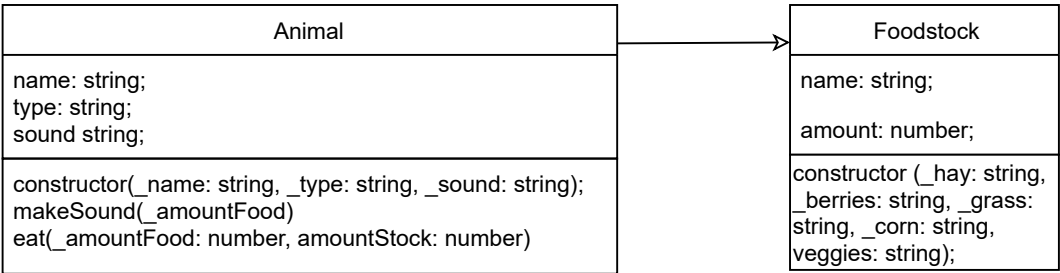 Animal
name: string;
type: string;
sound string;
constructor(_name: string, _type: string, _sound: string);
makeSound(_amountFood)
eat(_amountFood: number, amountStock: number)
Foodstock
name: string;
amount: number;
constructor (_hay: string,
_berries: string, _grass:
string, _corn: string,
veggies: string);